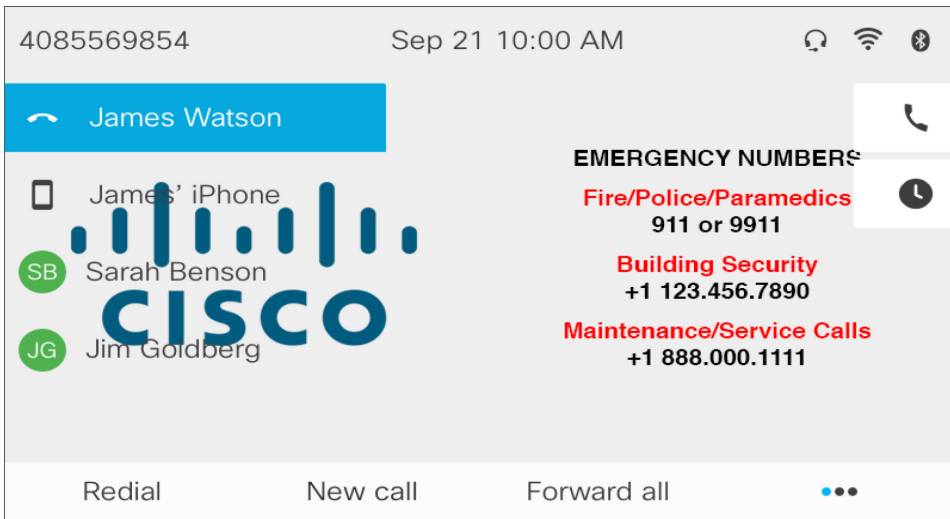 4085569854 Sep 21 10:00 AM
James Watson
James' iPhone
SB Sarah Benson
JG Jim Goldberg
CISCO
EMERGENCY NUMBERS
Fire/Police/Paramedics
911 or 9911
Building Security
+1 123.456.7890
Maintenance/Service Calls
+1 888.000.1111
Redial New call Forward all